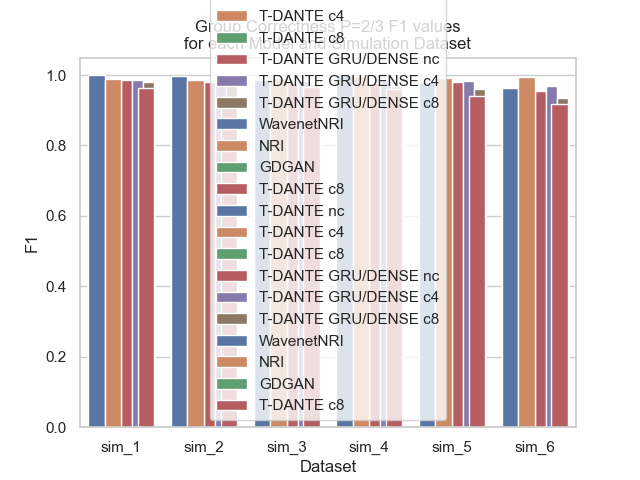 Group Correctness P=2/3 F1 values
for each Model and Simulation Dataset
T-DANTE c4
T-DANTE c8
T-DANTE GRU/DENSE nc
T-DANTE GRU/DENSE c4
T-DANTE GRU/DENSE c8
WavenetNRI
NRI
GDGAN
T-DANTE c8
T-DANTE nc
T-DANTE c4
T-DANTE c8
T-DANTE GRU/DENSE nc
T-DANTE GRU/DENSE c4
T-DANTE GRU/DENSE c8
WavenetNRI
NRI
GDGAN
T-DANTE c8
1.0
0.8
0.6
0.4
0.2
0.0
F1
sim_1 sim_2 sim_3 sim_4 sim_5 sim_6
Dataset